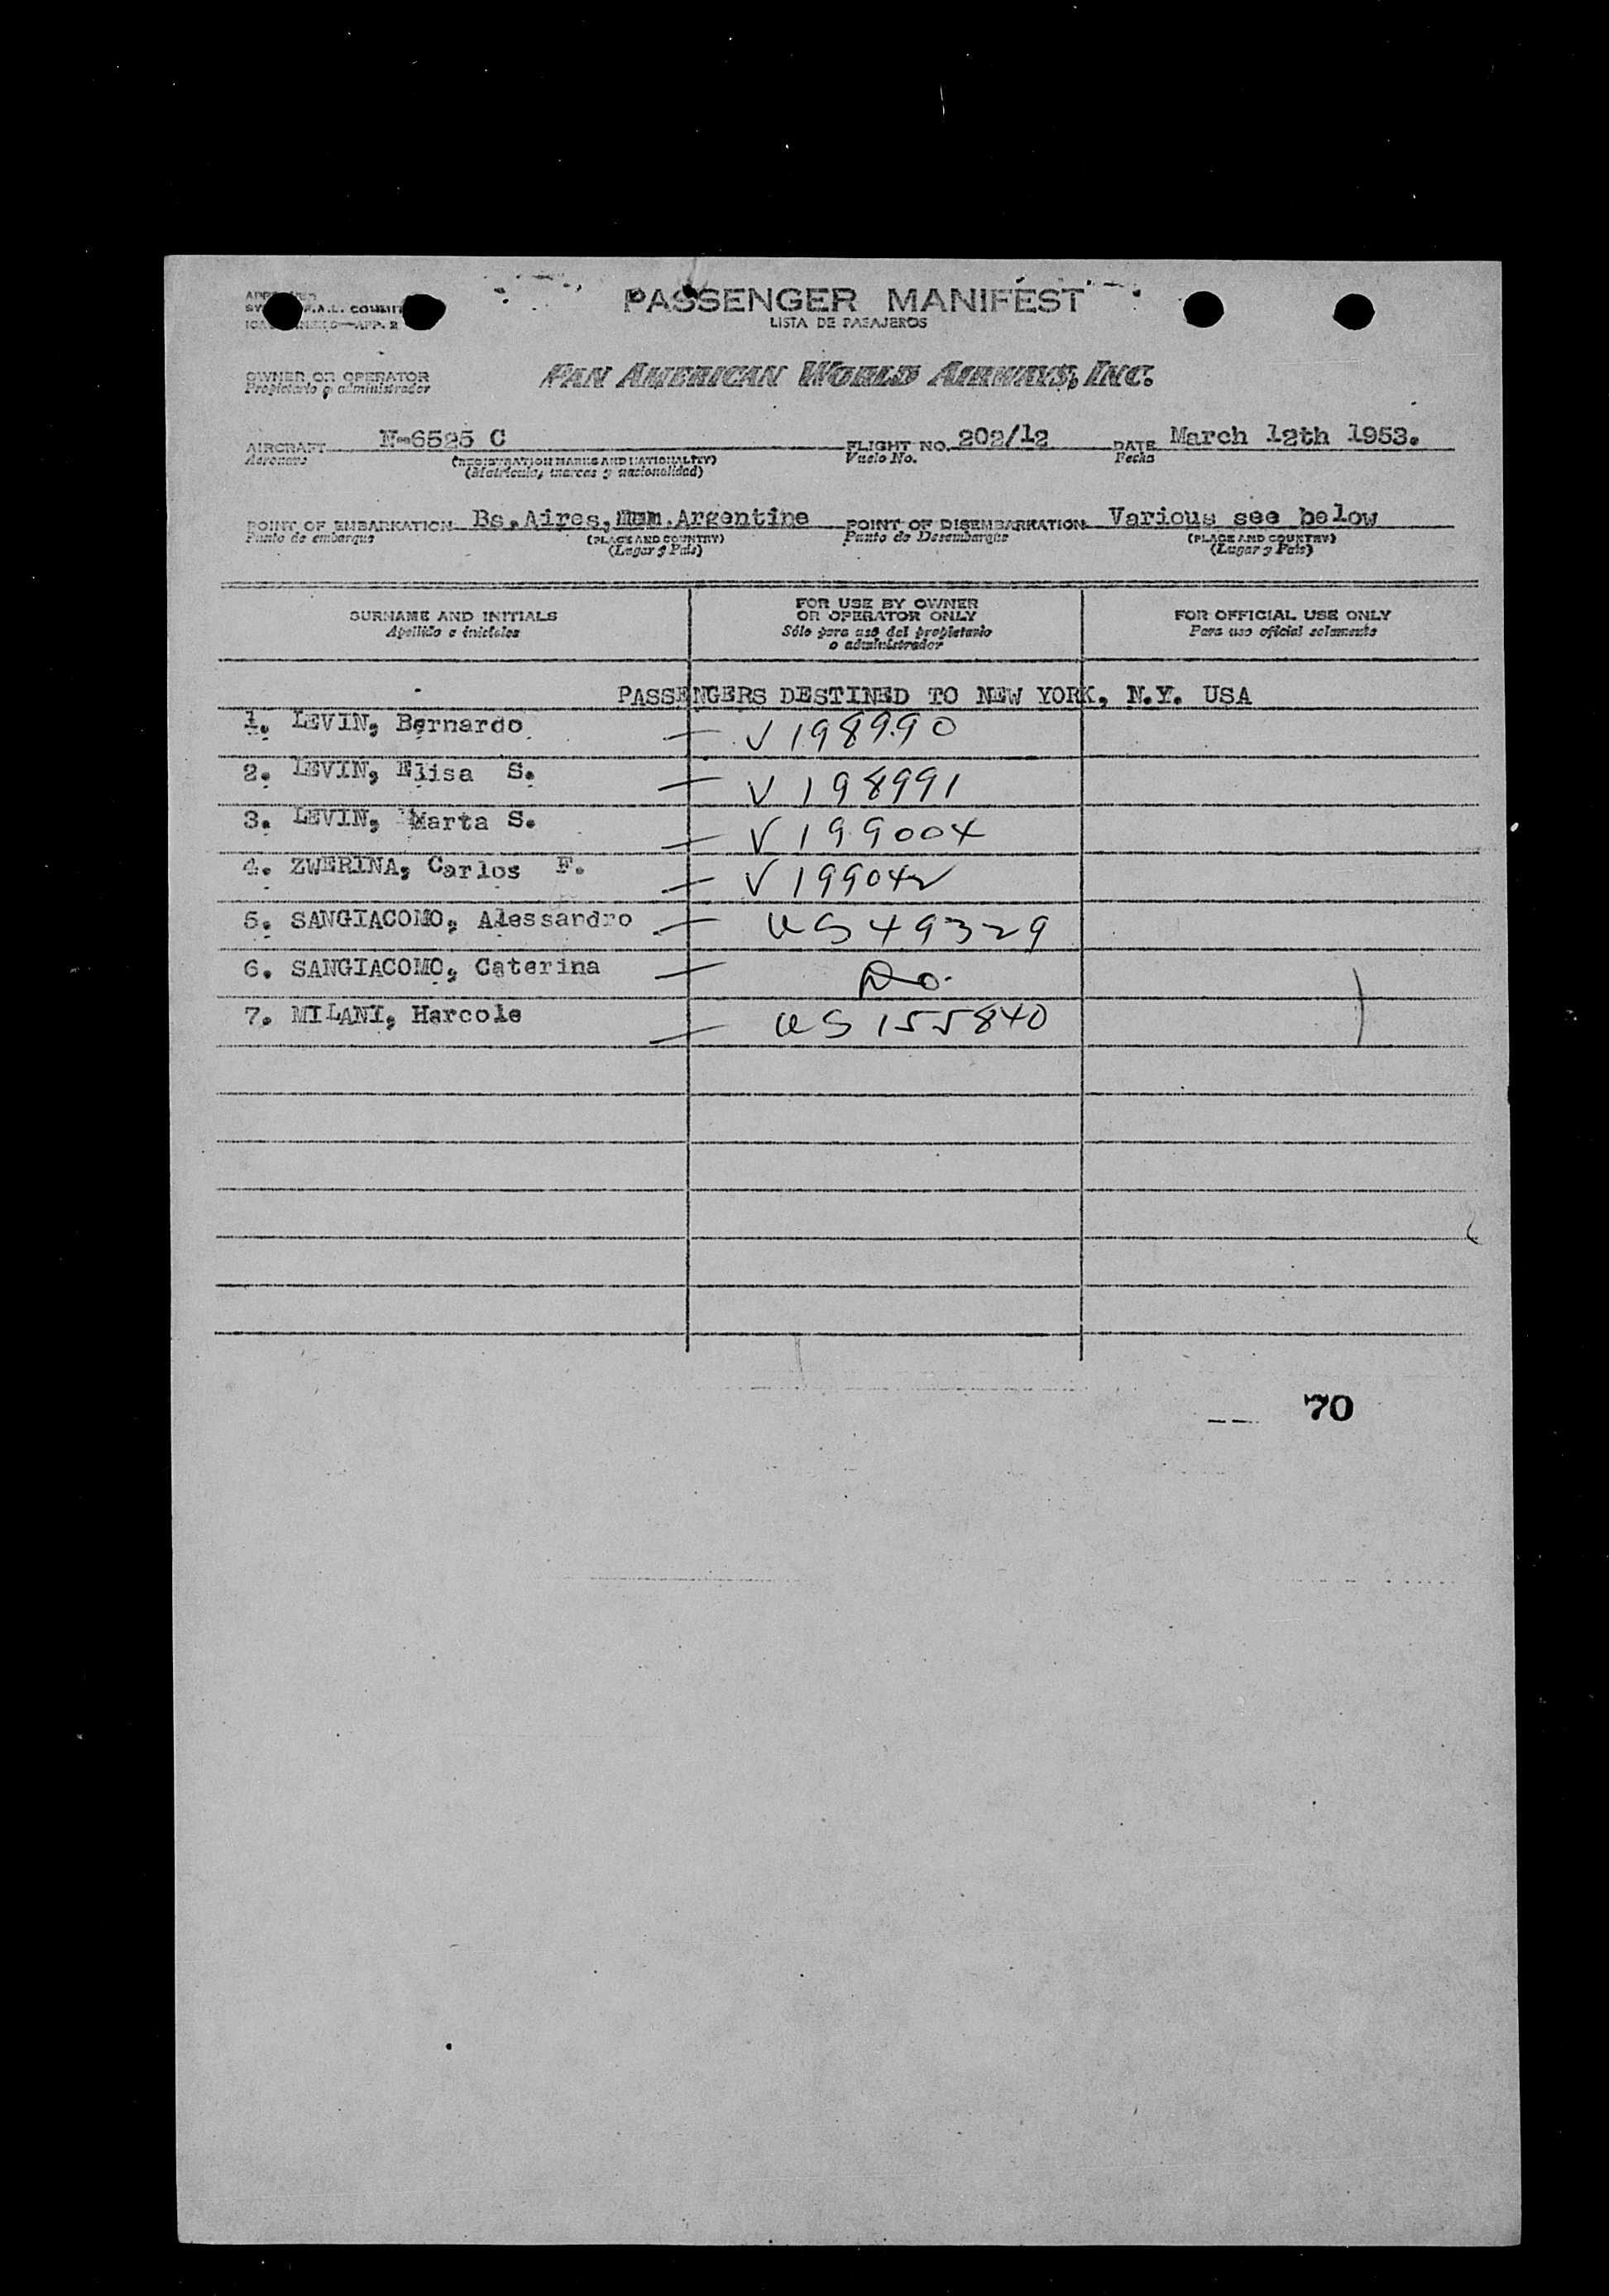 PASSENGER MANIFEST
LISTA DE PASAJEROS
OWNER OR OPERATOR
Propietario o administrador
PAN AMERICAN WORLD AIRWAYS, INC.
AIRCRAFT N-6525 C FLIGHT NO. 202/12 DATE March 12th 1953.
Aeronave (REGISTRATION MARKS AND NATIONALITY) Vuelo No. Fecha
(Matrícula, marcas y nacionalidad)
POINT OF EMBARKATION Bs.Aires, Argentine POINT OF DISEMBARKATION Various see below
Punto de embarque (PLACE AND COUNTRY) Punto de Desembarque (PLACE AND COUNTRY)
(Lugar y País) (Lugar y País)
SURNAME AND INITIALS FOR USE BY OWNER OR OPERATOR ONLY FOR OFFICIAL USE ONLY
Apellido e iniciales Sólo para uso del propietario o administrador Para uso oficial solamente
PASSENGERS DESTINED TO NEW YORK, N.Y. USA
1. LEVIN, Bernardo — V 198990
2. LEVIN, Elisa S. — V 198991
3. LEVIN, Marta S. — V 199004
4. ZWERINA, Carlos F. — V 199042
5. SANGIACOMO, Alessandro — US 49329
6. SANGIACOMO, Caterina — Do.
7. MILANI, Harcole — US 155840
70